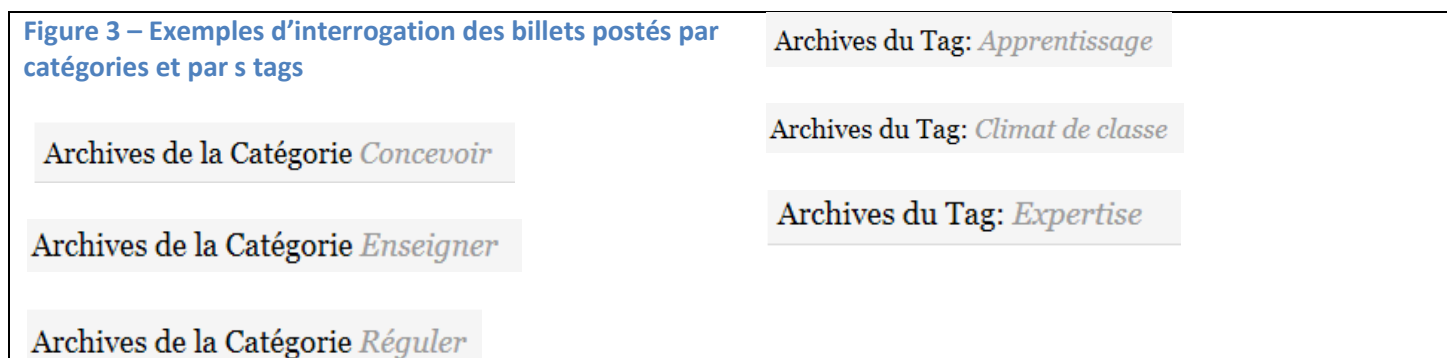 Figure 3 – Exemples d’interrogation des billets postés par
catégories et par s tags
Archives de la Catégorie Concevoir
Archives de la Catégorie Enseigner
Archives de la Catégorie Réguler
Archives du Tag: Apprentissage
Archives du Tag: Climat de classe
Archives du Tag: Expertise